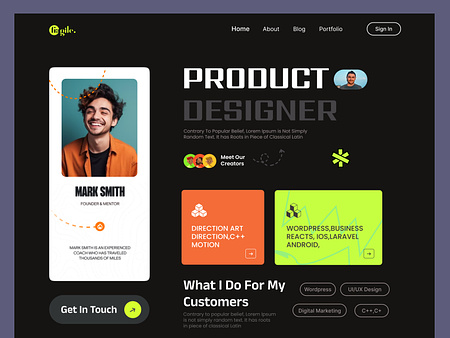 Fragile.
Home
About
Blog
Portfolio
Sign In
PRODUCT
DESIGNER
Contrary To Popular Belief, Lorem Ipsum Is Not Simply
Random Text. It Has Roots In Piece of Classical Latin
Meet Our
Creators
MARK SMITH
FOUNDER & MENTOR
MARK SMITH IS AN EXPERIENCED
COACH WHO HAS TRAVELED
THOUSANDS OF MILES
Get In Touch
DIRECTION ART
DIRECTION,C++
MOTION
WORDPRESS,BUSINESS
REACTS, IOS,LARAVEL
ANDROID,
What I Do For My
Customers
Contrary to popular belief, Lorem Ipsum
is not simply random text. It has roots
in piece of classical Latin
Wordpress
UI/UX Design
Digital Marketing
C++,C+